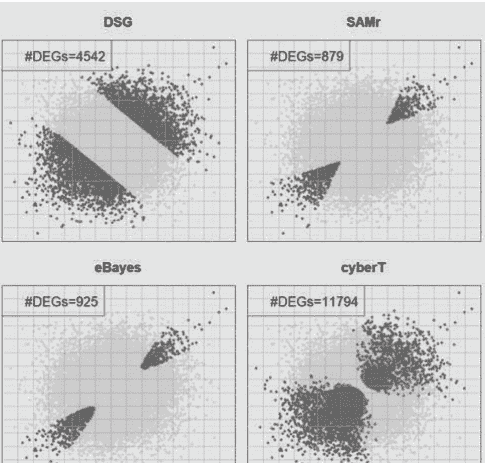 DSG
#DEGs=4542
SAMr
#DEGs=879
eBayes
#DEGs=925
cyberT
#DEGs=11794